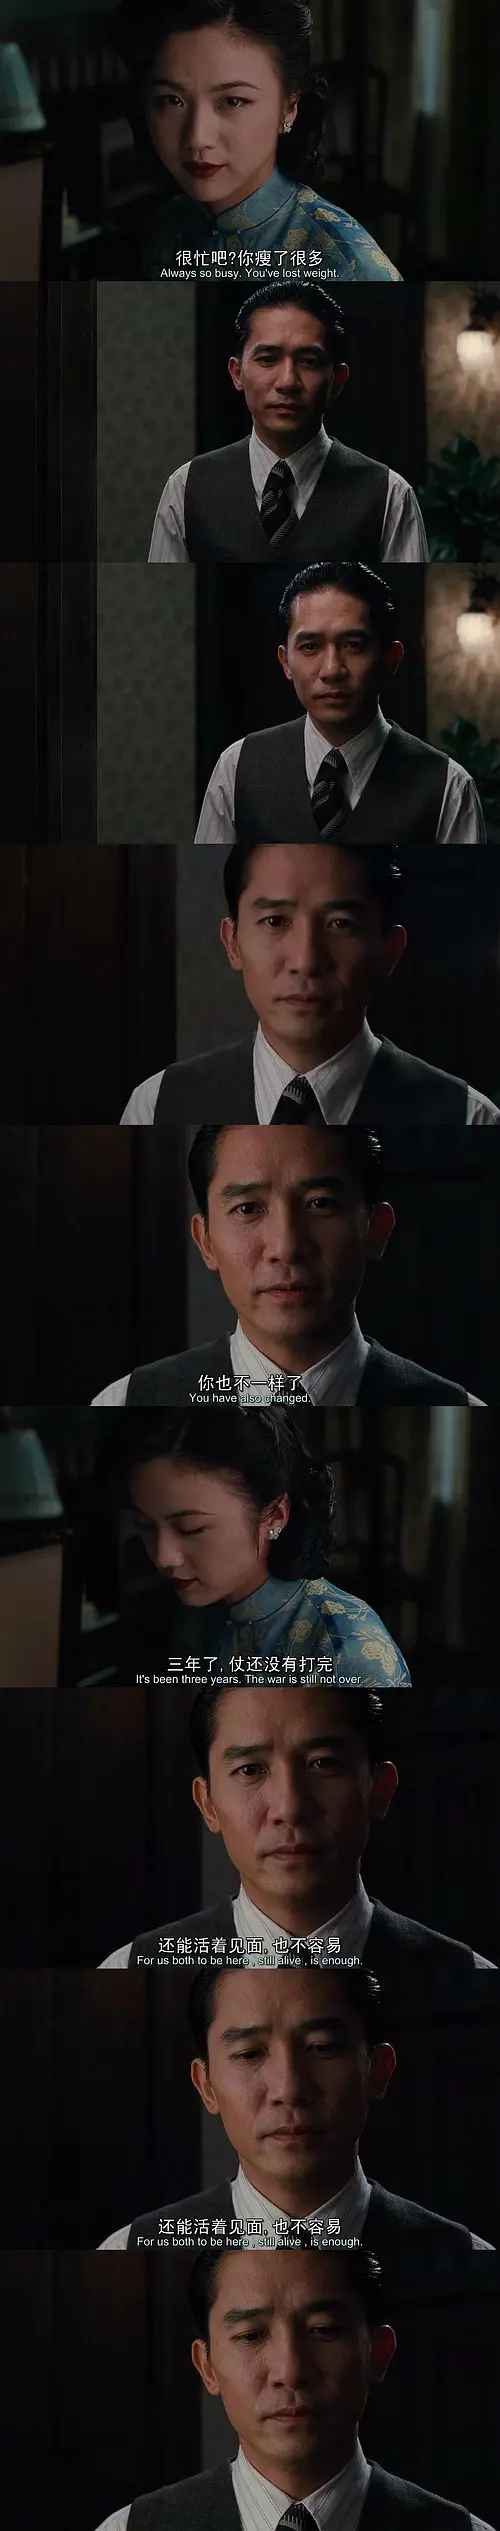 很忙吧?你瘦了很多
Always so busy. You've lost weight.
你也不一样了
You have also changed.
三年了, 仗还没有打完
It's been three years. The war is still not over.
还能活着见面, 也不容易
For us both to be here , still alive , is enough.
还能活着见面, 也不容易
For us both to be here , still alive , is enough.